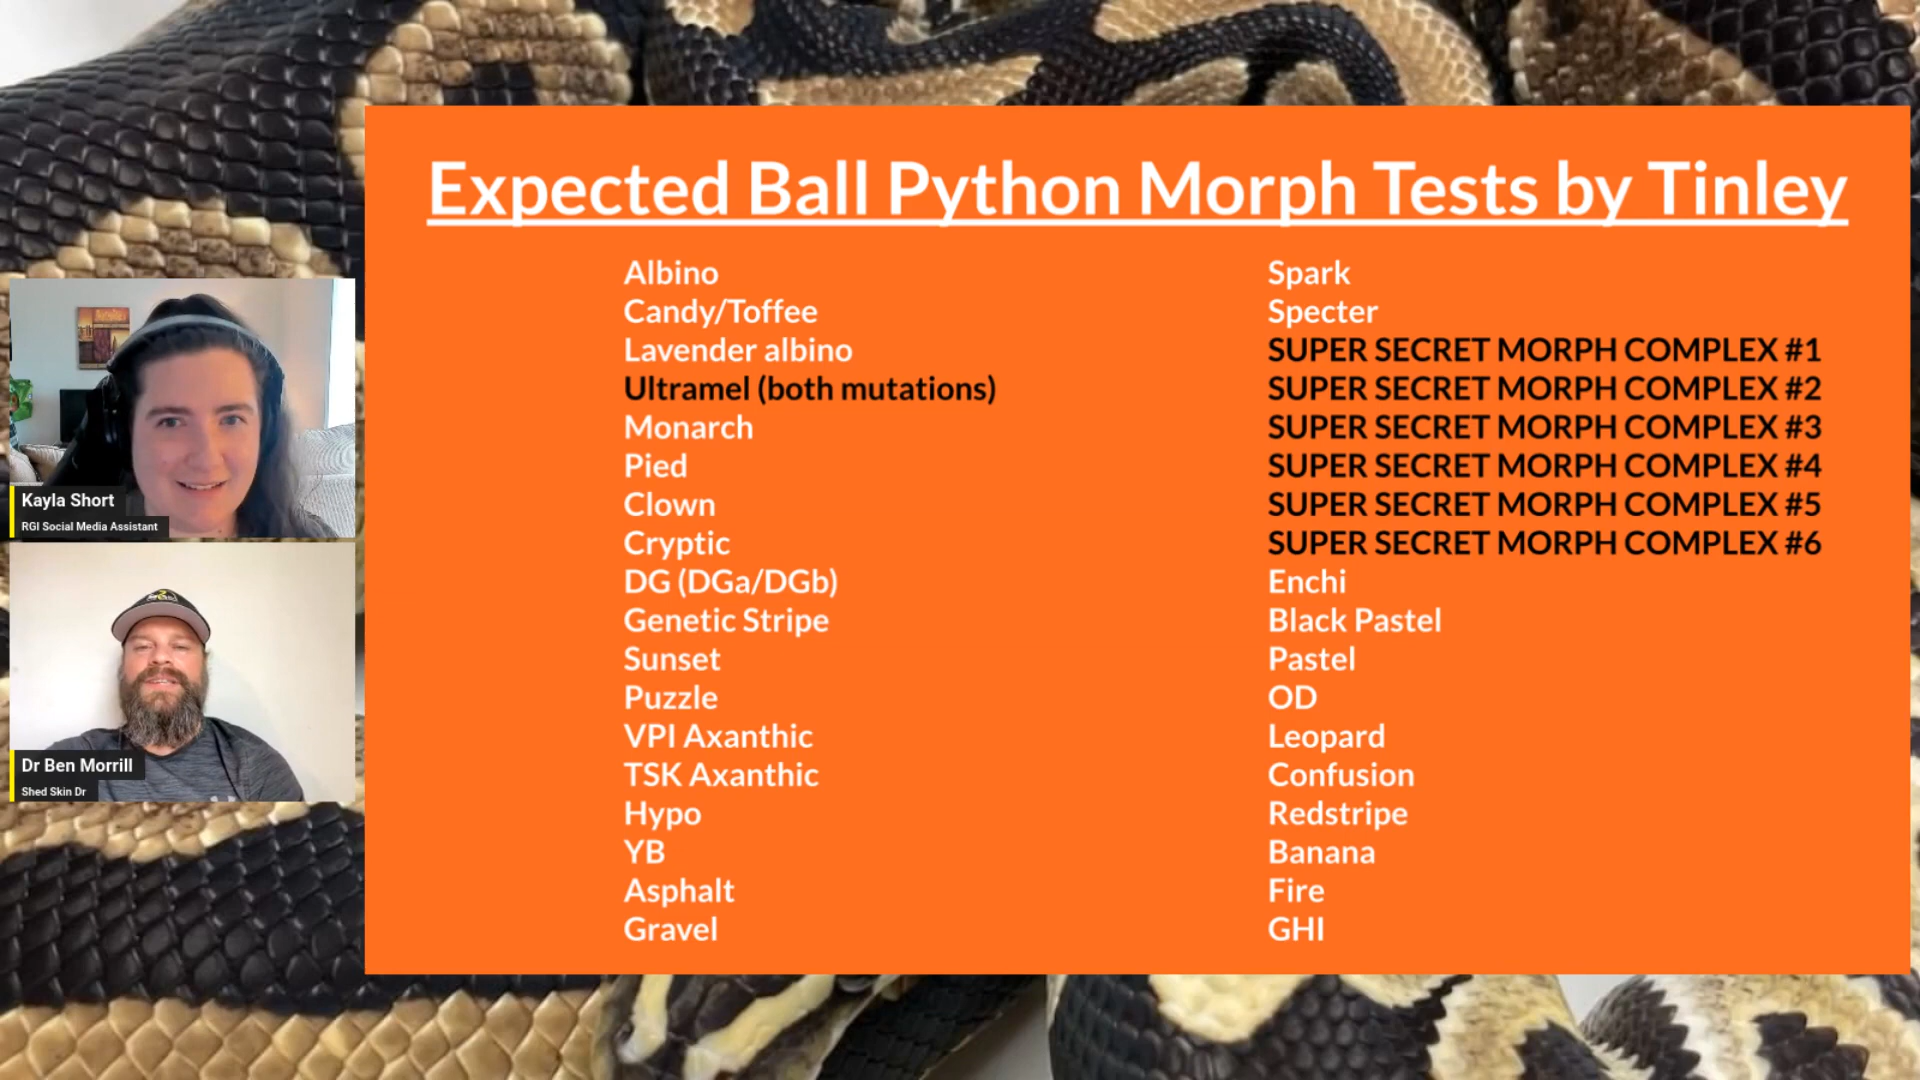 Expected Ball Python Morph Tests by Tinley
Albino
Candy/Toffee
Lavender albino
Ultramel (both mutations)
Monarch
Pied
Clown
Cryptic
DG (DGa/DGb)
Genetic Stripe
Sunset
Puzzle
VPI Axanthic
TSK Axanthic
Hypo
YB
Asphalt
Gravel
Spark
Specter
SUPER SECRET MORPH COMPLEX #1
SUPER SECRET MORPH COMPLEX #2
SUPER SECRET MORPH COMPLEX #3
SUPER SECRET MORPH COMPLEX #4
SUPER SECRET MORPH COMPLEX #5
SUPER SECRET MORPH COMPLEX #6
Enchi
Black Pastel
Pastel
OD
Leopard
Confusion
Redstripe
Banana
Fire
GHI
Kayla Short
RGI Social Media Assistant
Dr Ben Morrill
Shed Skin Dr